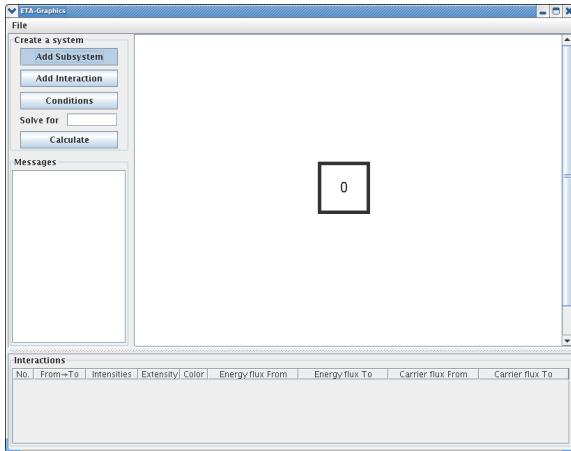 ETA-Graphics
File
Create a system
Add Subsystem
Add Interaction
Conditions
Solve for
Calculate
Messages
0
Interactions
No. From→To Intensities Extensity Color Energy flux From Energy flux To Carrier flux From Carrier flux To